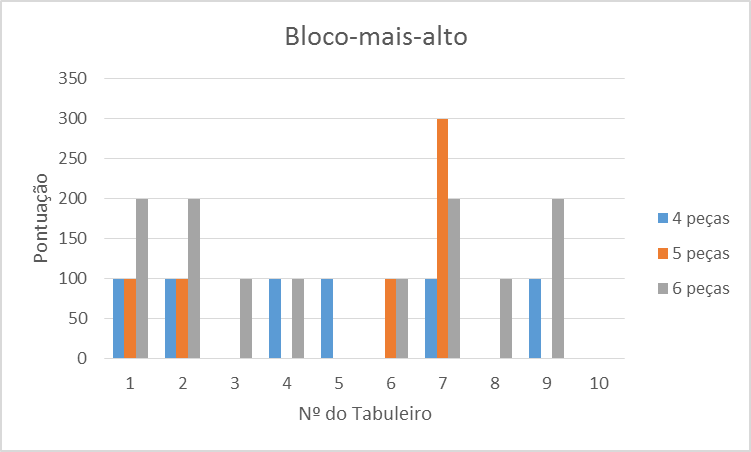 Bloco-mais-alto
350
300
250
200
150
100
50
0
Pontuação
1 2 3 4 5 6 7 8 9 10
Nº do Tabuleiro
4 peças
5 peças
6 peças